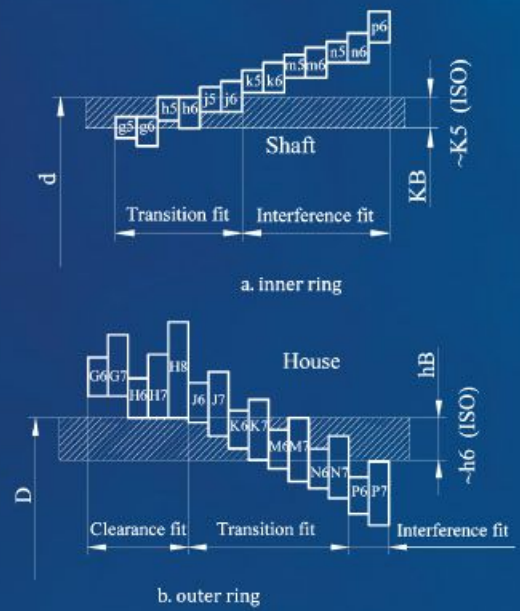 p6
n5 n6
m5 m6
k5 k6
j5 j6
h5 h6
g5 g6
~K5 (ISO)
KB
d
Shaft
Transition fit
Interference fit
a. inner ring
G6 G7
H6 H7 H8
House
J6 J7
K6 K7
M6 M7
N6 N7
P6 P7
hB
~h6 (ISO)
D
Clearance fit
Transition fit
Interference fit
b. outer ring